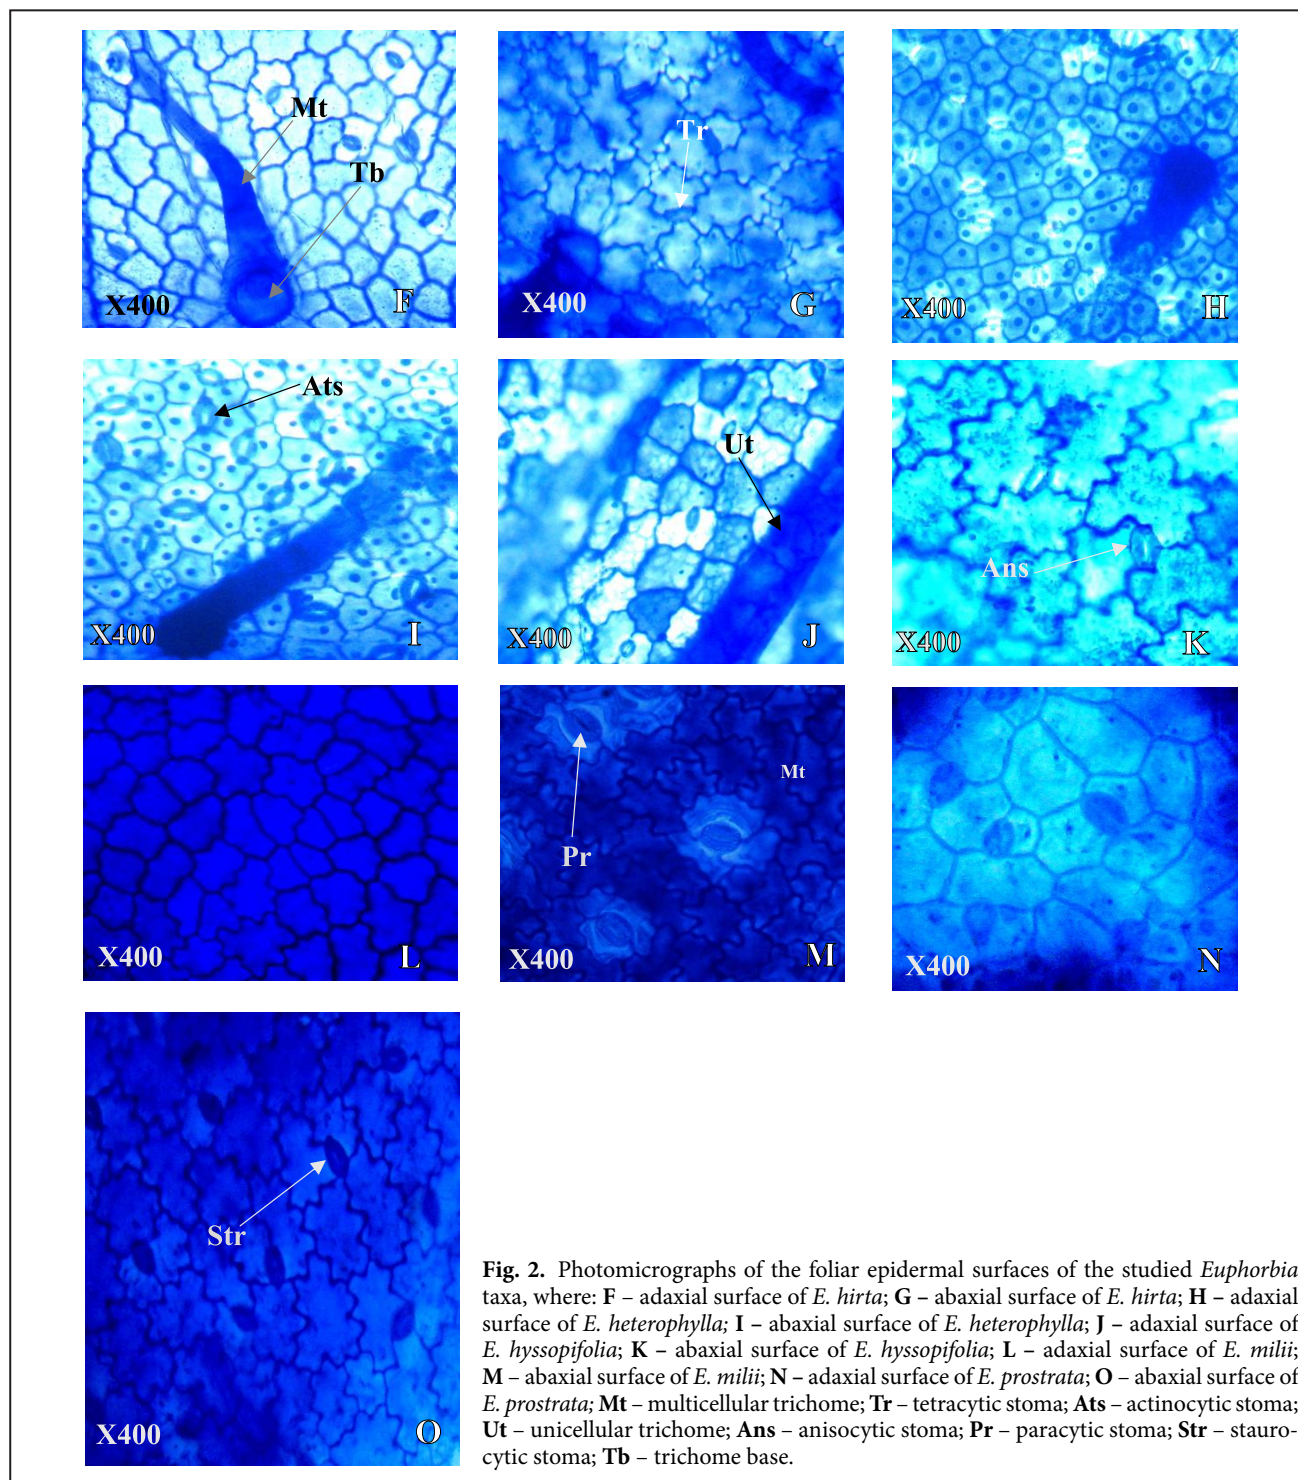 Mt
Tb
X400
F
Tr
X400
G
X400
H
Ats
X400
I
Ut
X400
J
Ans
X400
K
X400
L
Mt
Pr
X400
M
X400
N
Str
X400
O
Fig. 2. Photomicrographs of the foliar epidermal surfaces of the studied Euphorbia
taxa, where: F – adaxial surface of E. hirta; G – abaxial surface of E. hirta; H – adaxial
surface of E. heterophylla; I – abaxial surface of E. heterophylla; J – adaxial surface of
E. hyssopifolia; K – abaxial surface of E. hyssopifolia; L – adaxial surface of E. milii;
M – abaxial surface of E. milii; N – adaxial surface of E. prostrata; O – abaxial surface of
E. prostrata; Mt – multicellular trichome; Tr – tetracytic stoma; Ats – actinocytic stoma;
Ut – unicellular trichome; Ans – anisocytic stoma; Pr – paracytic stoma; Str – stauro-
cytic stoma; Tb – trichome base.